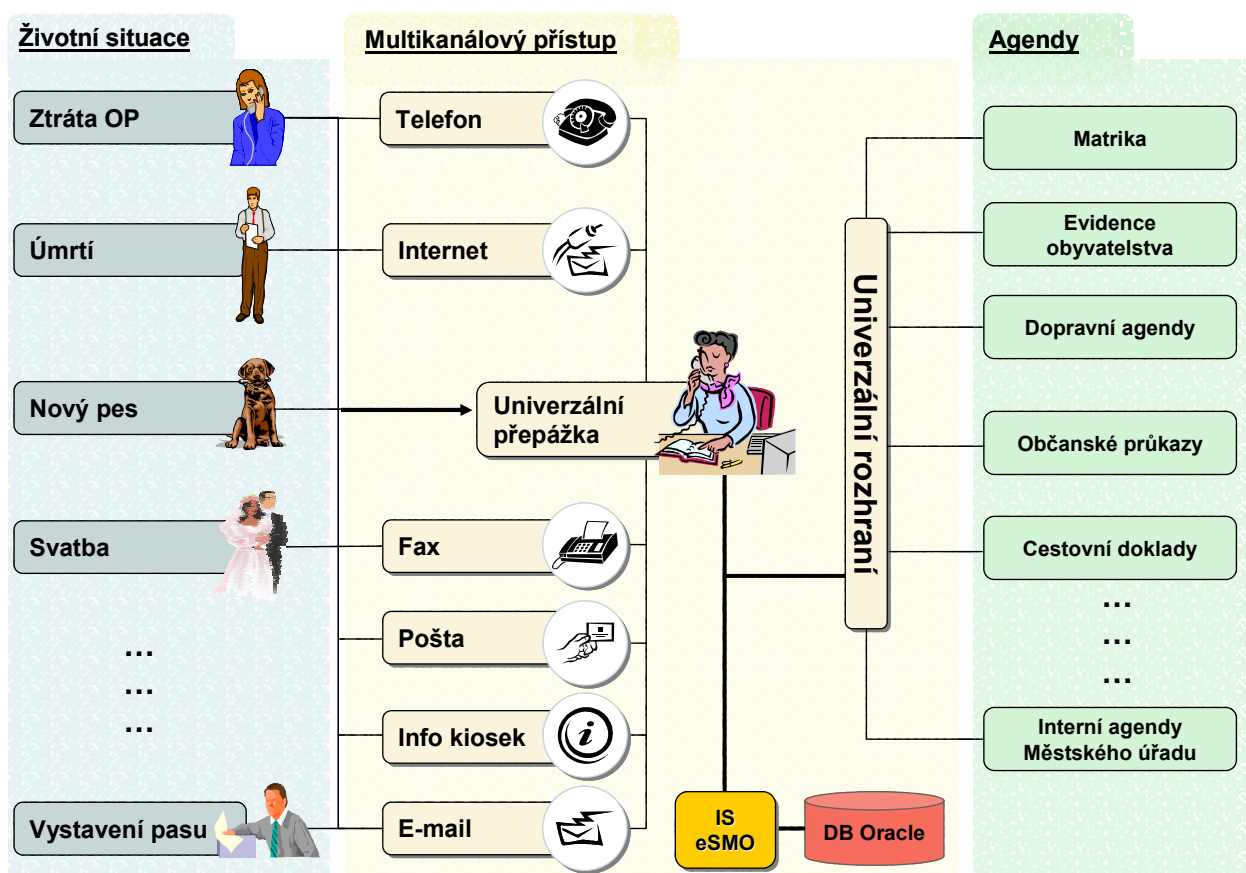 Životní situace
Ztráta OP
Úmrtí
Nový pes
Svatba
...
...
...
Vystavení pasu
Multikanálový přístup
Telefon
Internet
Univerzální
přepážka
Fax
Pošta
Info kiosek
i
E-mail
IS
eSMO
DB Oracle
Univerzální rozhraní
Agendy
Matrika
Evidence
obyvatelstva
Dopravní agendy
Občanské průkazy
Cestovní doklady
...
...
...
Interní agendy
Městského úřadu